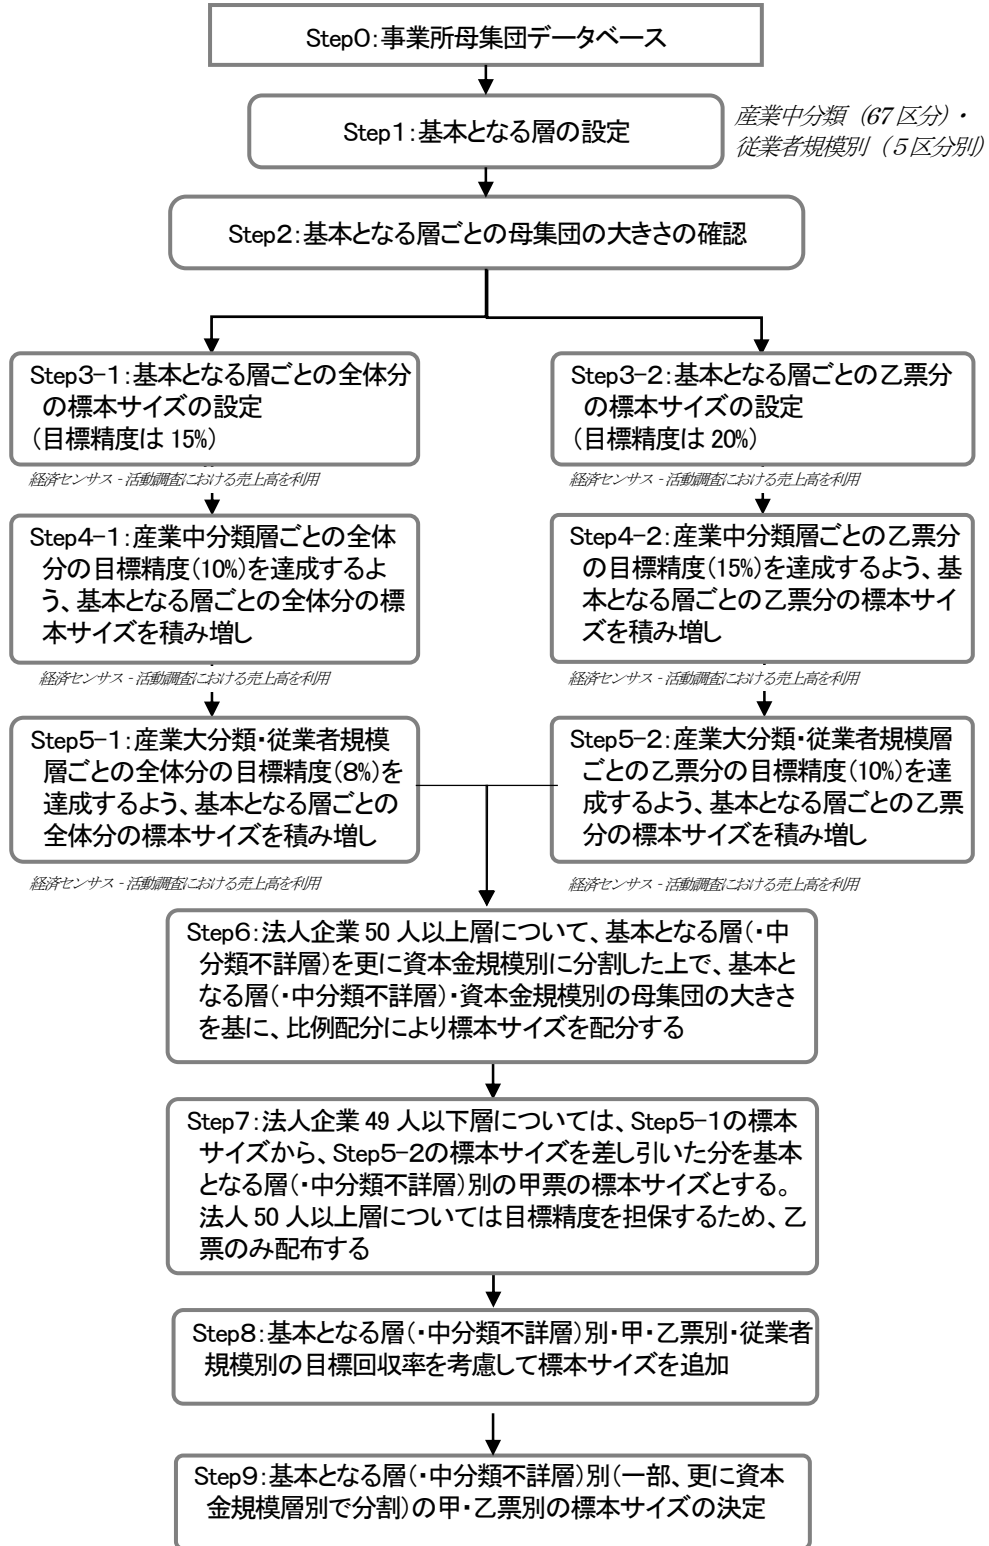 Step0:事業所母集団データベース
Step1:基本となる層の設定
産業中分類（67区分）・
従業者規模別（５区分別）
Step2:基本となる層ごとの母集団の大きさの確認
Step3-1:基本となる層ごとの全体分
の標本サイズの設定
(目標精度は 15%)
経済センサス‐活動調査における売上高を利用
Step4-1:産業中分類層ごとの全体
分の目標精度(10%)を達成するよ
う、基本となる層ごとの全体分の標
本サイズを積み増し
経済センサス‐活動調査における売上高を利用
Step5-1:産業大分類・従業者規模
層ごとの全体分の目標精度(8%)を
達成するよう、基本となる層ごとの
全体分の標本サイズを積み増し
経済センサス‐活動調査における売上高を利用
Step3-2:基本となる層ごとの乙票分
の標本サイズの設定
(目標精度は 20%)
経済センサス‐活動調査における売上高を利用
Step4-2:産業中分類層ごとの乙票分
の目標精度(15%)を達成するよう、基
本となる層ごとの乙票分の標本サイ
ズを積み増し
経済センサス‐活動調査における売上高を利用
Step5-2:産業大分類・従業者規模層
ごとの乙票分の目標精度(10%)を達
成するよう、基本となる層ごとの乙票
分の標本サイズを積み増し
経済センサス‐活動調査における売上高を利用
Step6:法人企業 50 人以上層について、基本となる層(・中
分類不詳層)を更に資本金規模別に分割した上で、基本と
なる層(・中分類不詳層)・資本金規模別の母集団の大きさ
を基に、比例配分により標本サイズを配分する
Step7:法人企業 49 人以下層については、Step5-1の標本
サイズから、Step5-2の標本サイズを差し引いた分を基本
となる層(・中分類不詳層)別の甲票の標本サイズとする。
法人 50 人以上層については目標精度を担保するため、乙
票のみ配布する
Step8:基本となる層(・中分類不詳層)別・甲・乙票別・従業者
規模別の目標回収率を考慮して標本サイズを追加
Step9:基本となる層(・中分類不詳層)別(一部、更に資本
金規模層別で分割)の甲・乙票別の標本サイズの決定